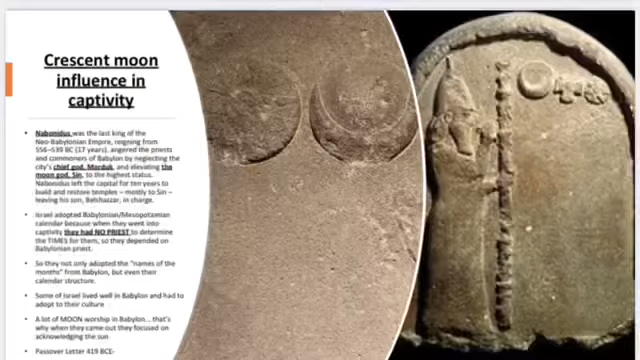 Crescent moon
influence in
captivity
• Nabonidus was the last king of the
Neo-Babylonian Empire, reigning from
556–539 BC (17 years). angered the priests
and commoners of Babylon by neglecting the
city's chief god, Marduk, and elevating the
moon god, Sin, to the highest status.
Nabonidus left the capital for ten years to
build and restore temples – mostly to Sin –
leaving his son, Belshazzar, in charge.
• Israel adopted Babylonian/Mesopotamian
calendar because when they went into
captivity they had NO PRIEST to determine
the TIMES for them, so they depended on
Babylonian priest.
• So they not only adopted the "names of the
months" from Babylon, but even their
calendar structure.
• Some of Israel lived well in Babylon and had to
adopt to their culture
• A lot of MOON worship in Babylon... that's
why when they came out they focused on
acknowledging the sun
• Passover Letter 419 BCE-